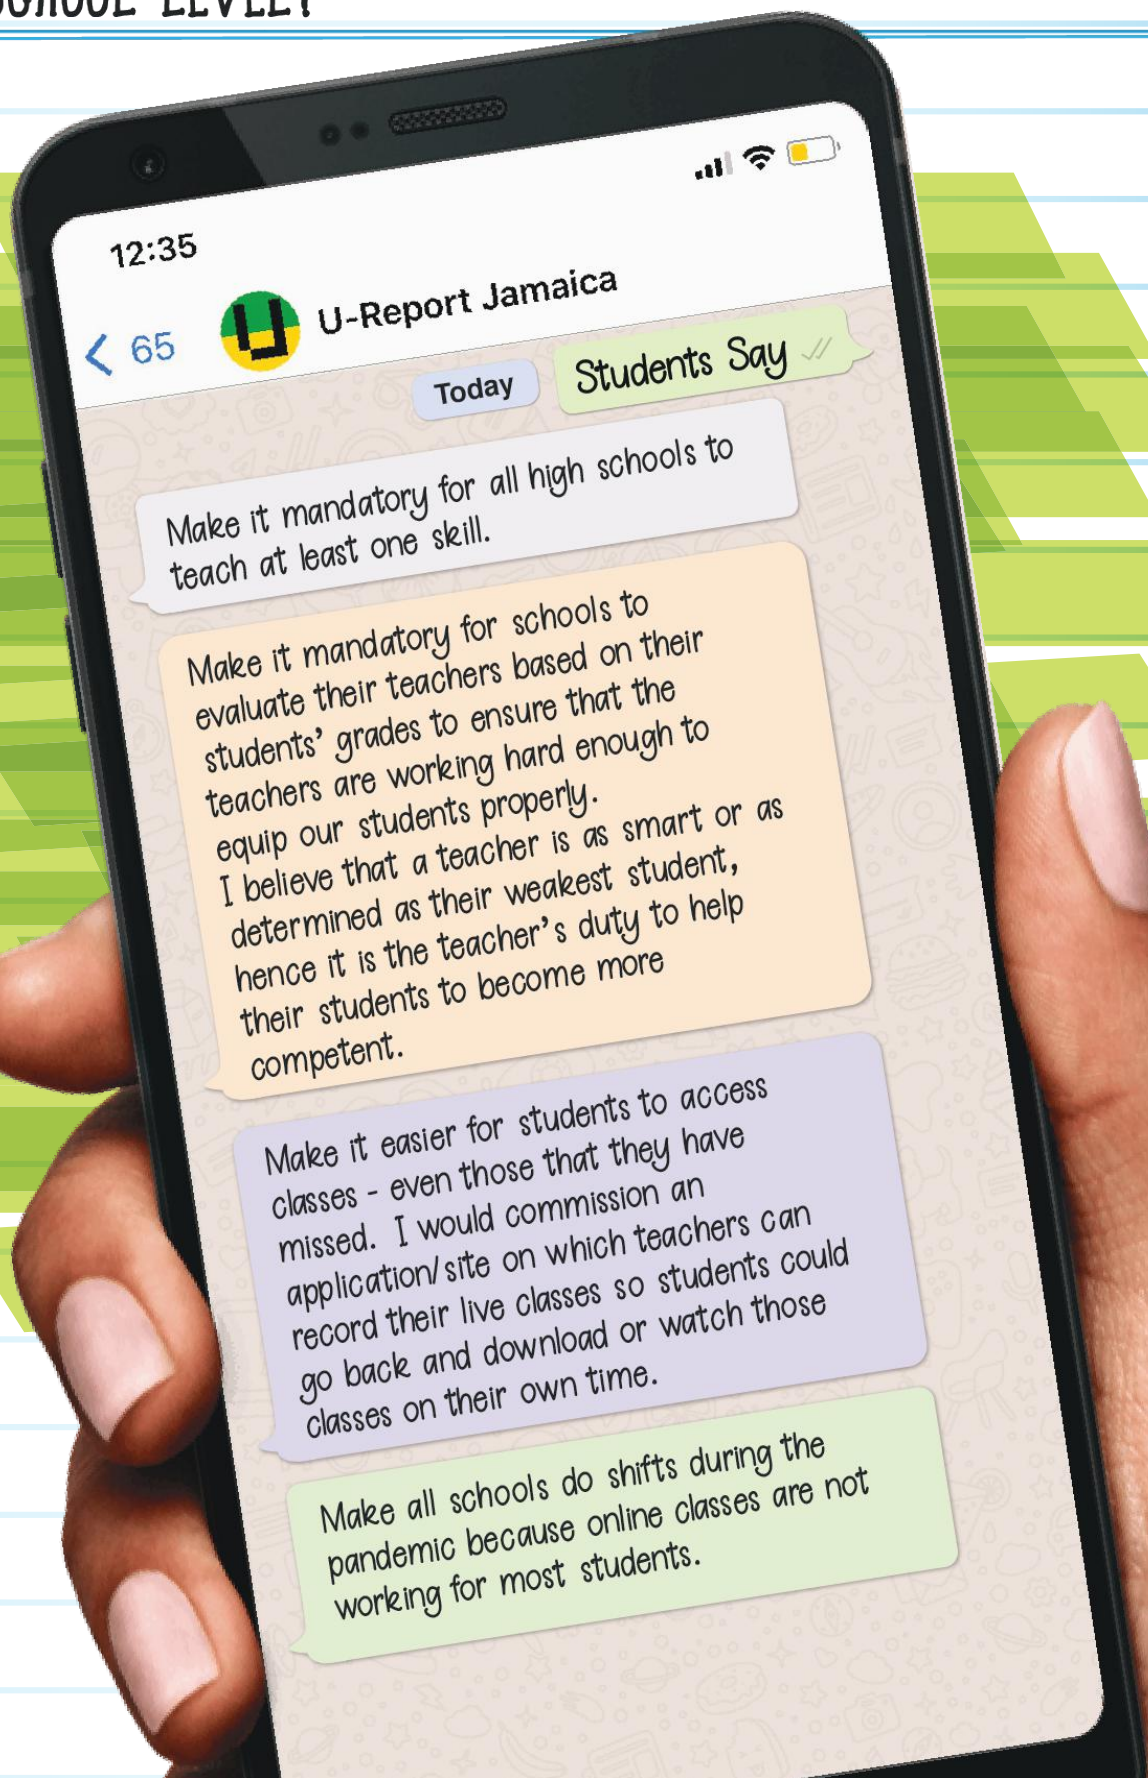 SCHOOL LEVEL?
12:35
65
U-Report Jamaica
Today
Students Say
Make it mandatory for all high schools to
teach at least one skill.
Make it mandatory for schools to
evaluate their teachers based on their
students' grades to ensure that the
teachers are working hard enough to
equip our students properly.
I believe that a teacher is as smart or as
determined as their weakest student,
hence it is the teacher's duty to help
their students to become more
competent.
Make it easier for students to access
classes - even those that they have
missed. I would commission an
application/site on which teachers can
record their live classes so students could
go back and download or watch those
classes on their own time.
Make all schools do shifts during the
pandemic because online classes are not
working for most students.